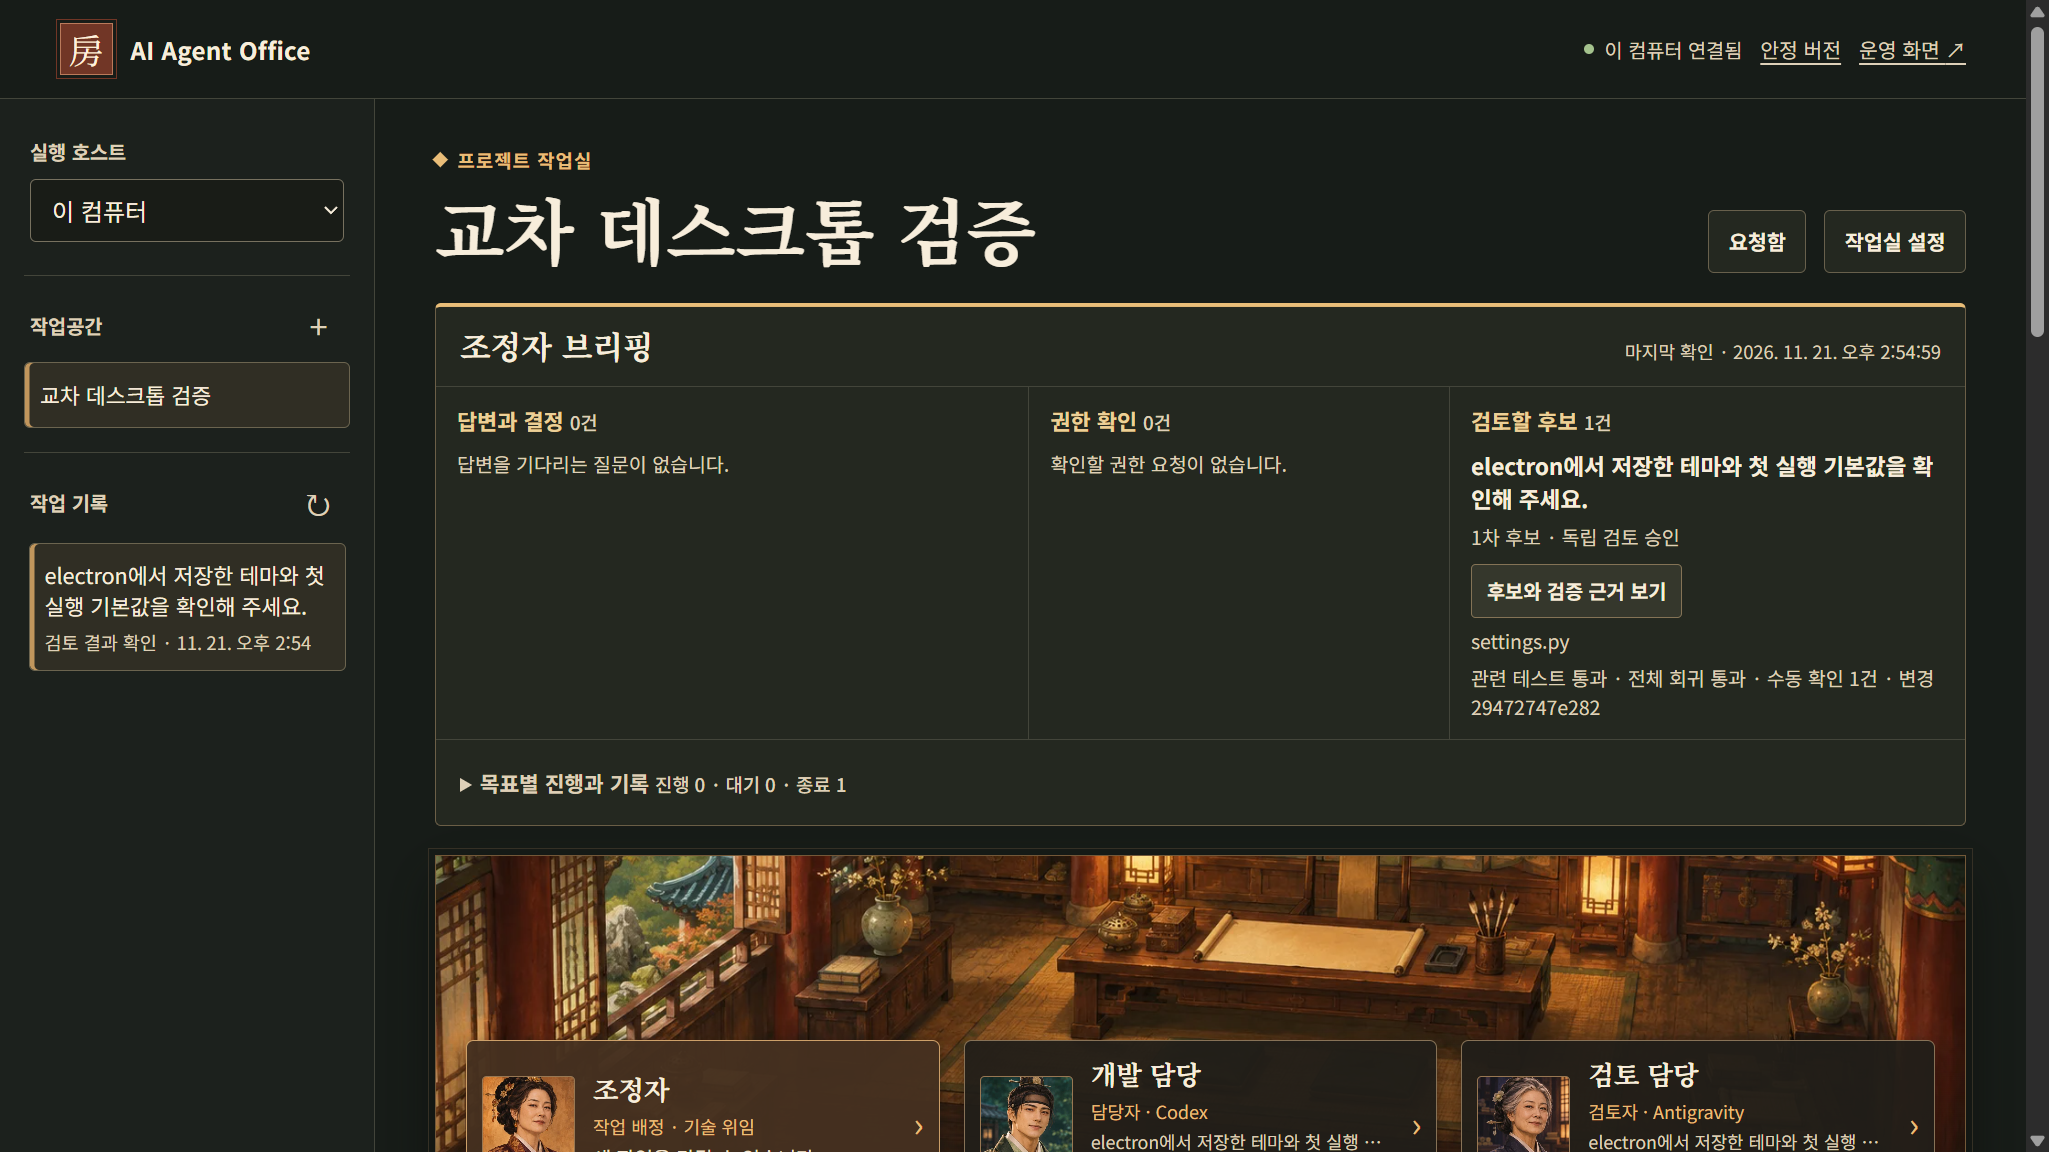 房 AI Agent Office
이 컴퓨터 연결됨 안정 버전 운영 화면 ↗
실행 호스트
이 컴퓨터
작업공간 +
교차 데스크톱 검증
작업 기록 ↻
electron에서 저장한 테마와 첫
실행 기본값을 확인해 주세요.
검토 결과 확인 · 11. 21. 오후 2:54
◆ 프로젝트 작업실
교차 데스크톱 검증
요청함
작업실 설정
조정자 브리핑
마지막 확인 · 2026. 11. 21. 오후 2:54:59
답변과 결정 0건
답변을 기다리는 질문이 없습니다.
권한 확인 0건
확인할 권한 요청이 없습니다.
검토할 후보 1건
electron에서 저장한 테마와 첫 실행 기본값을 확
인해 주세요.
1차 후보 · 독립 검토 승인
후보와 검증 근거 보기
settings.py
관련 테스트 통과 · 전체 회귀 통과 · 수동 확인 1건 · 변경
29472747e282
▶ 목표별 진행과 기록 진행 0 · 대기 0 · 종료 1
조정자
작업 배정 · 기술 위임
개발 담당
담당자 · Codex
electron에서 저장한 테마와 첫 실행 ···
검토 담당
검토자 · Antigravity
electron에서 저장한 테마와 첫 실행 ···